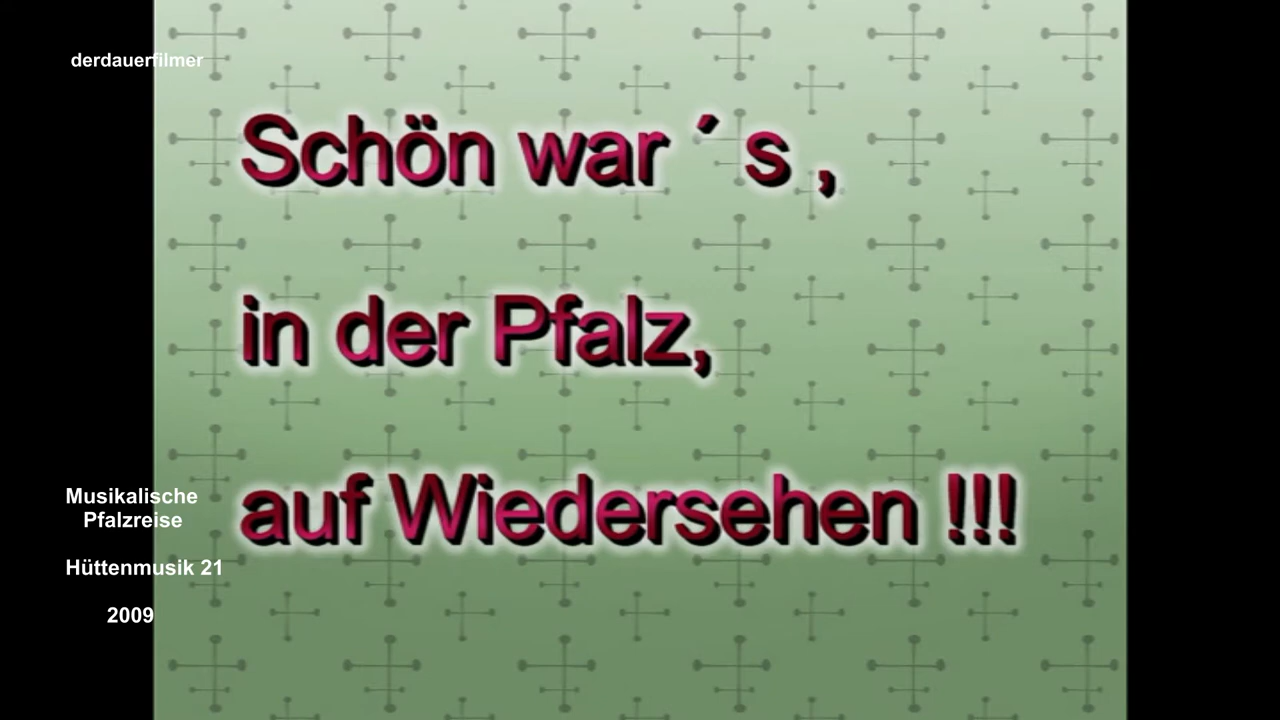 derdauerfilmer
Schön war ´ s ,
in der Pfalz,
auf Wiedersehen !!!
Musikalische
Pfalzreise
Hüttenmusik 21
2009